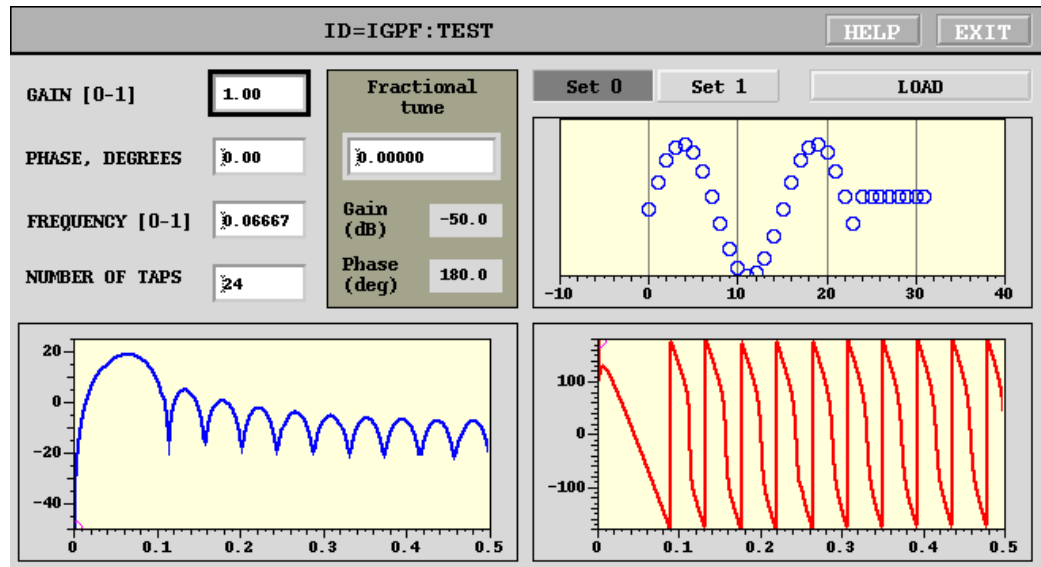 ID=IGPF:TEST
HELP
EXIT
GAIN [0-1]
1.00
PHASE, DEGREES
0.00
FREQUENCY [0-1]
0.06667
NUMBER OF TAPS
24
Fractional
tune
0.00000
Gain
(dB)
-50.0
Phase
(deg)
180.0
Set 0
Set 1
LOAD
-10 0 10 20 30 40
20
0
-20
-40
0 0.1 0.2 0.3 0.4 0.5
100
0
-100
0 0.1 0.2 0.3 0.4 0.5